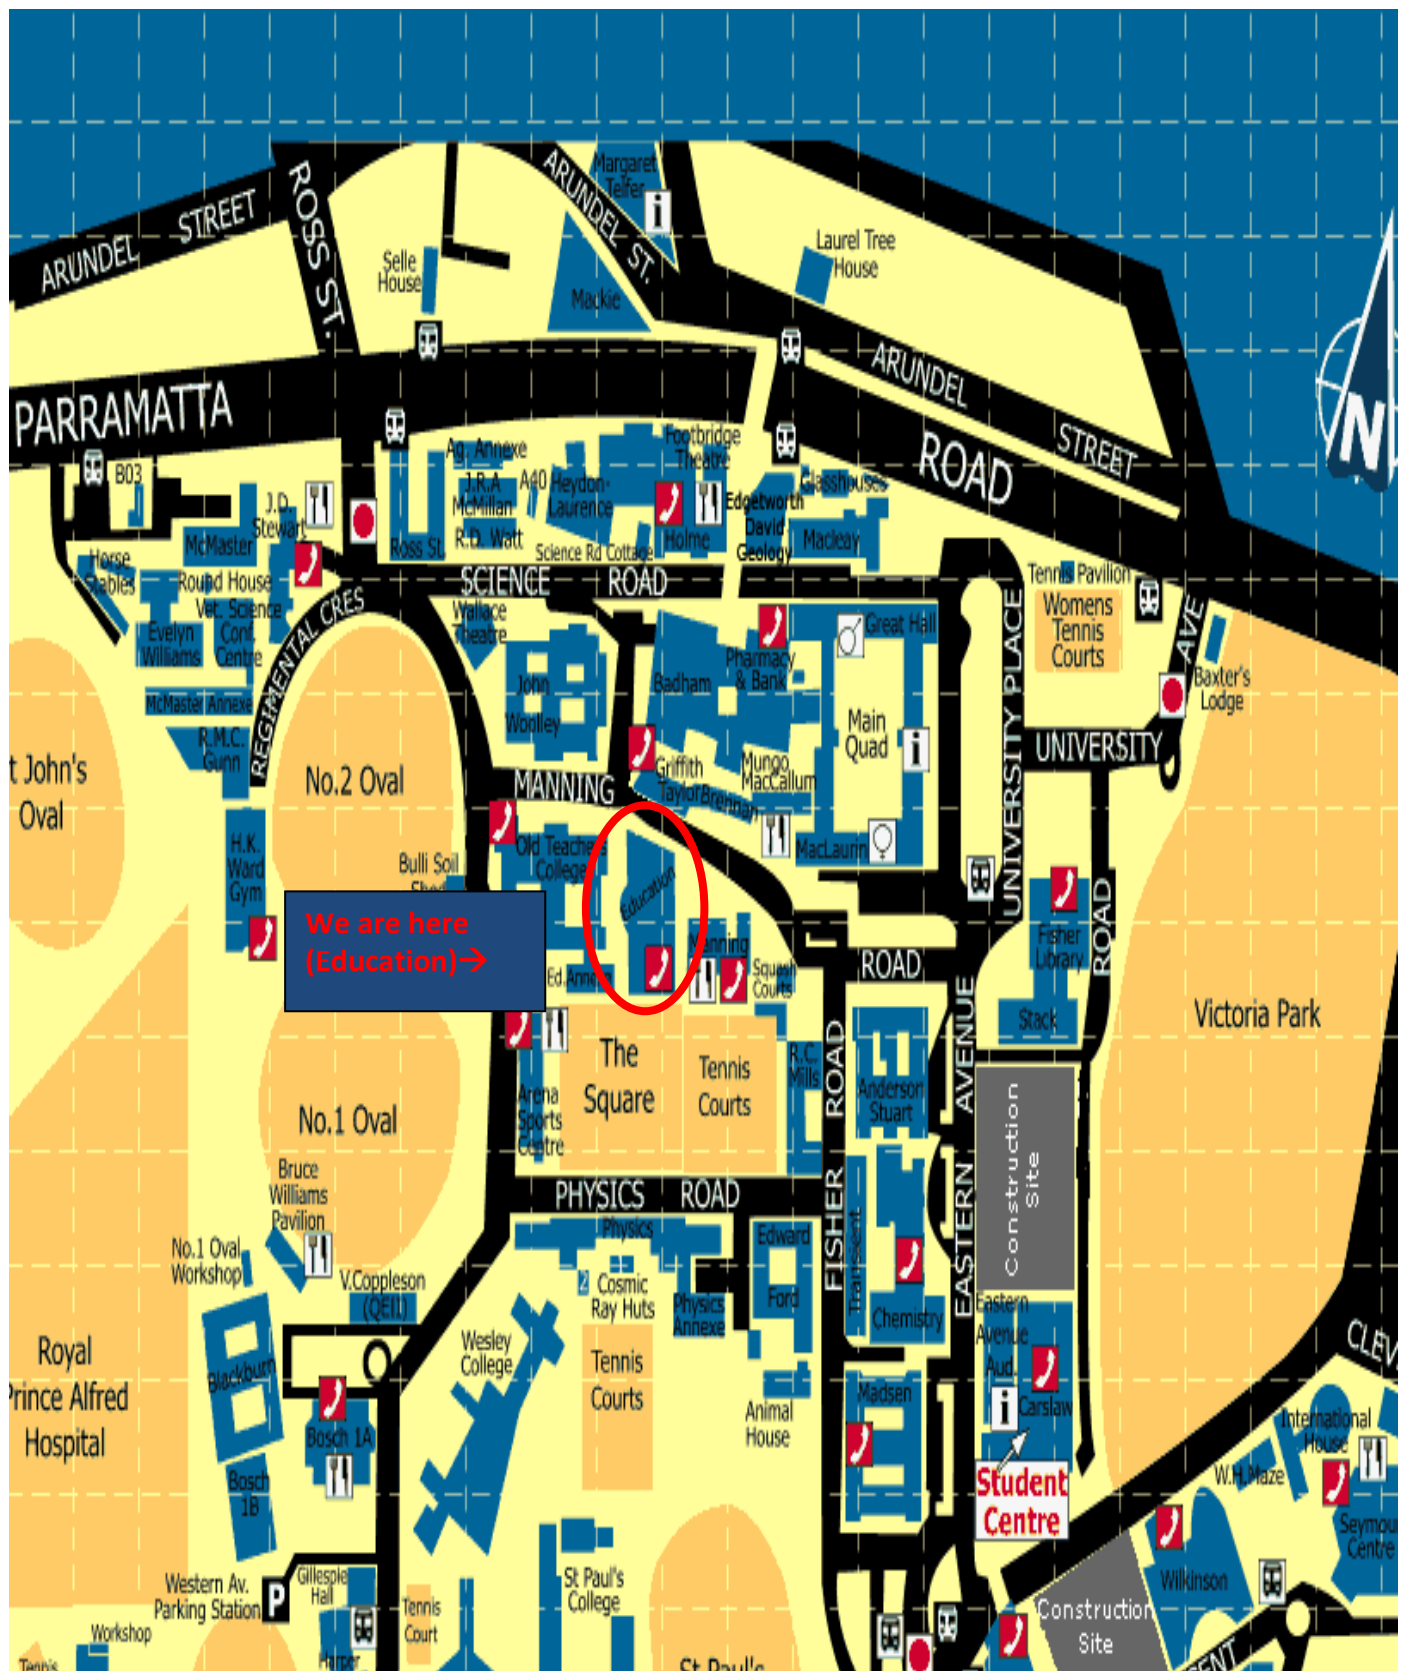 ARUNDEL STREET
ROSS ST.
ARUNDEL ST.
Margaret
Telfer
i
Laurel Tree
House
Selle
House
Mackie
ARUNDEL
STREET
PARRAMATTA
ROAD
B03
J.D.
Stewart
Ag. Annexe
J.R.A
McMillan
R.D. Watt
A40
Heydon-
Laurence
Footbridge
Theatre
Holme
Science Rd Cottage
Edgetworth
David
Geology
Glasshouses
Macleay
Ross St.
McMaster
Horse
Stables
Round House
Vet. Science
Conf.
Centre
Evelyn
Williams
McMaster Annexe
R.M.C.
Gunn
REGIMENTAL CRES
SCIENCE ROAD
Wallace
Theatre
John
Woolley
Badham
Pharmacy
& Bank
Great Hall
Main
Quad
i
Griffith
Taylor
Brennan
Mungo
MacCallum
MacLaurin
UNIVERSITY PLACE
Tennis Pavilion
Womens
Tennis
Courts
AVE
Baxter's
Lodge
UNIVERSITY
ROAD
N
t John's
Oval
No.2 Oval
H.K.
Ward
Gym
MANNING
ROAD
Bulli Soil
Shed
Old Teachers
College
Education
We are here
(Education)→
Ed.Annexe
Manning
Squash
Courts
Fisher
Library
Stack
Victoria Park
The
Square
Tennis
Courts
R.C.
Mills
Arena
Sports
Centre
No.1 Oval
FISHER ROAD
Anderson
Stuart
EASTERN AVENUE
Construction
Site
Bruce
Williams
Pavilion
No.1 Oval
Workshop
V.Coppleson
(QEII)
PHYSICS ROAD
Physics
2
Cosmic
Ray Huts
Physics
Annexe
Edward
Ford
Transient
Chemistry
Eastern
Avenue
Aud.
i
Carslaw
Student
Centre
Royal
Prince Alfred
Hospital
Blackburn
Bosch 1A
Bosch
1B
Wesley
College
Tennis
Courts
Animal
House
Madsen
CLEV
International
House
W.H.Maze
Seymour
Centre
Wilkinson
Construction
Site
Western Av.
Parking Station
P
Gillespie
Hall
Workshop
Tennis
Harper
Tennis
Court
St Paul's
College
St Paul's
ENT